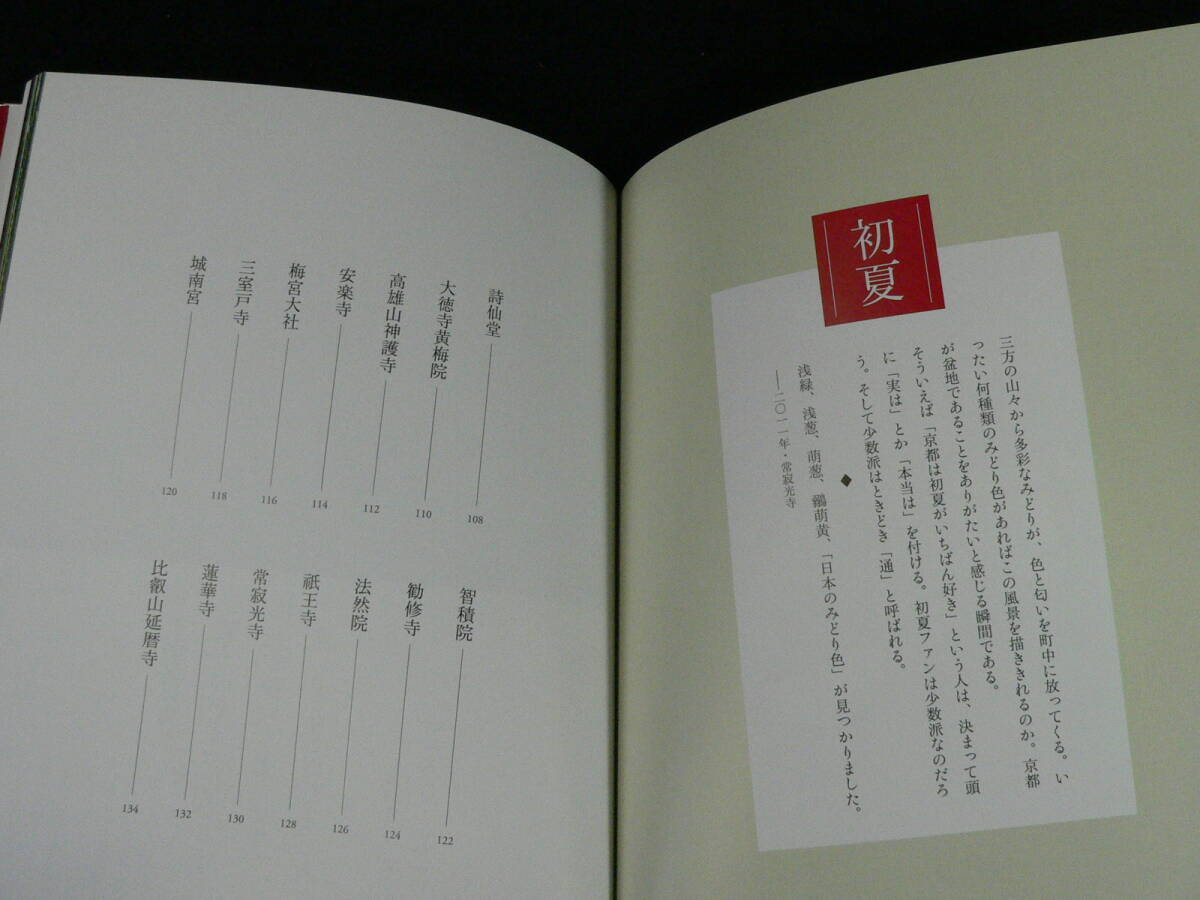 初夏
三方の山々から多彩なみどりが、色と匂いを町中に放ってくる。い
ったい何種類のみどり色があればこの風景を描ききれるのか。京都
が盆地であることをありがたいと感じる瞬間である。
そういえば「京都は初夏がいちばん好き」という人は、決まって頭
に「実は」とか「本当は」を付ける。初夏ファンは少数派なのだろ
う。そして少数派はときどき「通」と呼ばれる。
◆
浅緑、浅葱、萌葱、鶸萌黄、「日本のみどり色」が見つかりました。
――二〇一一年・常寂光寺
詩仙堂 108
大徳寺黄梅院 110
高雄山神護寺 112
安楽寺 114
梅宮大社 116
三室戸寺 118
城南宮 120
智積院 122
勧修寺 124
法然院 126
祇王寺 128
常寂光寺 130
蓮華寺 132
比叡山延暦寺 134